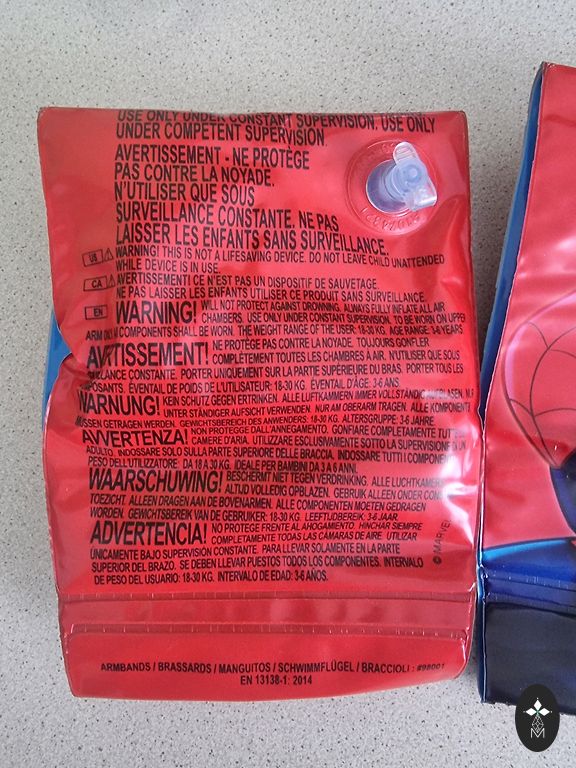 USE ONLY UNDER CONSTANT SUPERVISION. USE ONLY
UNDER COMPETENT SUPERVISION.
AVERTISSEMENT - NE PROTÈGE
PAS CONTRE LA NOYADE.
N'UTILISER QUE SOUS
SURVEILLANCE CONSTANTE. NE PAS
LAISSER LES ENFANTS SANS SURVEILLANCE.
US WARNING! THIS IS NOT A LIFESAVING DEVICE. DO NOT LEAVE CHILD UNATTENDED
WHILE DEVICE IS IN USE.
CA AVERTISSEMENT! CE N'EST PAS UN DISPOSITIF DE SAUVETAGE.
NE PAS LAISSER LES ENFANTS UTILISER CE PRODUIT SANS SURVEILLANCE.
EN WARNING! WILL NOT PROTECT AGAINST DROWNING. ALWAYS FULLY INFLATE ALL AIR
CHAMBERS. USE ONLY UNDER CONSTANT SUPERVISION. TO BE WORN ON UPPER
ARM ONLY. COMPONENTS SHALL BE WORN. THE WEIGHT RANGE OF THE USER: 18-30 KG. AGE RANGE: 3-6 YEARS
NE PROTÈGE PAS CONTRE LA NOYADE. TOUJOURS GONFLER
COMPLÈTEMENT TOUTES LES CHAMBRES À AIR. N'UTILISER QUE SOUS
CONSTANTE. PORTER UNIQUEMENT SUR LA PARTIE SUPÉRIEURE DU BRAS. PORTER TOUS LES
ÉVENTAIL DE POIDS DE L'UTILISATEUR: 18-30 KG. ÉVENTAIL D'ÂGE: 3-6 ANS.
WARNUNG! KEIN SCHUTZ GEGEN ERTRINKEN. ALLE LUFTKAMMERN IMMER VOLLSTÄNDIG AUFBLASEN.
UNTER STÄNDIGER AUFSICHT VERWENDEN. NUR AM OBERARM TRAGEN. ALLE
MÜSSEN GETRAGEN WERDEN. GEWICHTSBEREICH DES ANWENDERS: 18-30 KG. ALTERSGRUPPE: 3-6 JAHRE
AVVERTENZA! NON PROTEGGE DALL'ANNEGAMENTO. GONFIARE COMPLETAMENTE
CAMERE D'ARIA. UTILIZZARE ESCLUSIVAMENTE SOTTO LA SUPERVISIONE
ADULTO. INDOSSARE SOLO SULLA PARTE SUPERIORE DELLE BRACCIA. INDOSSARE TUTTI I
PESO DELL'UTILIZZATORE: DA 18 A 30 KG. IDEALE PER BAMBINI DA 3 A 6 ANNI.
WAARSCHUWING! BESCHERMT NIET TEGEN VERDRINKING. ALLE
ALTIJD VOLLEDIG OPBLAZEN. GEBRUIK ALLEEN ONDER
TOEZICHT. ALLEEN DRAGEN AAN DE BOVENARMEN. ALLE COMPONENTEN MOETEN GEDRAGEN
WORDEN. GEWICHTSBEREIK VAN DE GEBRUIKER: 18-30 KG. LEEFTIJDBEREIK: 3-6 JAAR
ADVERTENCIA! NO PROTEGE FRENTE AL AHOGAMIENTO. HINCHAR SIEMPRE
COMPLETAMENTE TODAS LAS CÁMARAS DE AIRE. UTILIZAR
ÚNICAMENTE BAJO SUPERVISIÓN CONSTANTE. PARA LLEVAR SOLAMENTE EN LA PARTE
SUPERIOR DEL BRAZO. SE DEBEN LLEVAR PUESTOS TODOS LOS COMPONENTES. INTERVALO
DE PESO DEL USUARIO: 18-30 KG. INTERVALO DE EDAD: 3-6 AÑOS.
© MARVEL
ARMBANDS / BRASSARDS / MANGUITOS / SCHWIMMFLÜGEL / BRACCIOLI : #98001
EN 13138-1: 2014
M